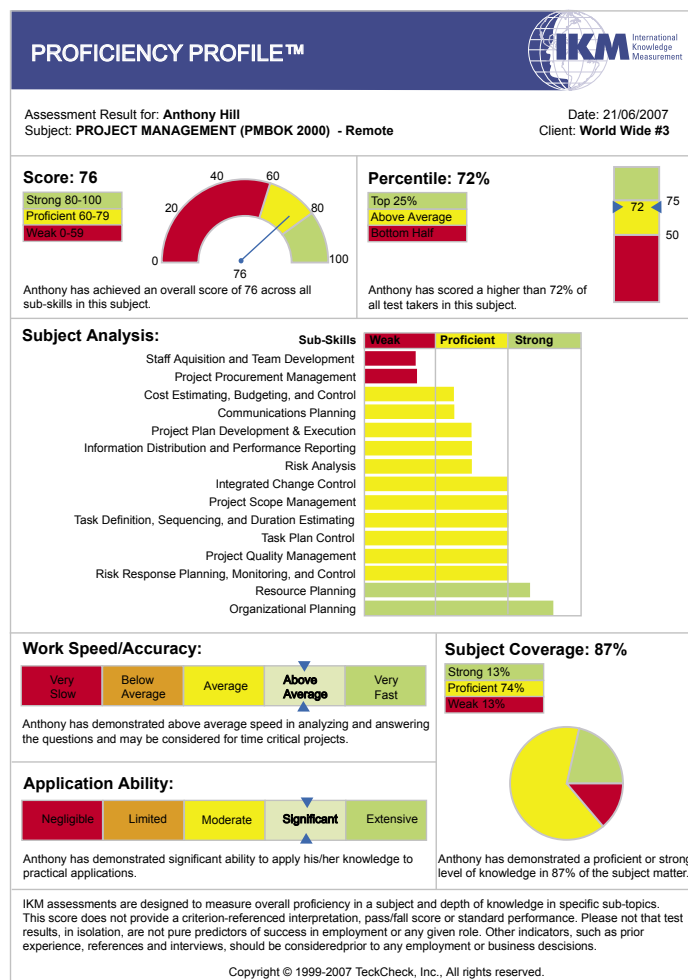 PROFICIENCY PROFILE™
IKM International
Knowledge
Measurement
Assessment Result for: Anthony Hill
Date: 21/06/2007
Subject: PROJECT MANAGEMENT (PMBOK 2000) - Remote
Client: World Wide #3
Score: 76
Strong 80-100
Proficient 60-79
Weak 0-59
0
20
40
60
80
100
76
Anthony has achieved an overall score of 76 across all
sub-skills in this subject.
Percentile: 72%
Top 25%
Above Average
Bottom Half
72
75
50
Anthony has scored a higher than 72% of
all test takers in this subject.
Subject Analysis:
Sub-Skills Weak Proficient Strong
Staff Aquisition and Team Development
Project Procurement Management
Cost Estimating, Budgeting, and Control
Communications Planning
Project Plan Development & Execution
Information Distribution and Performance Reporting
Risk Analysis
Integrated Change Control
Project Scope Management
Task Definition, Sequencing, and Duration Estimating
Task Plan Control
Project Quality Management
Risk Response Planning, Monitoring, and Control
Resource Planning
Organizational Planning
Work Speed/Accuracy:
Very
Slow
Below
Average
Average
Above
Average
Very
Fast
Anthony has demonstrated above average speed in analyzing and answering
the questions and may be considered for time critical projects.
Application Ability:
Negligible
Limited
Moderate
Significant
Extensive
Anthony has demonstrated significant ability to apply his/her knowledge to
practical applications.
Subject Coverage: 87%
Strong 13%
Proficient 74%
Weak 13%
Anthony has demonstrated a proficient or strong
level of knowledge in 87% of the subject matter.
IKM assessments are designed to measure overall proficiency in a subject and depth of knowledge in specific sub-topics.
This score does not provide a criterion-referenced interpretation, pass/fall score or standard performance. Please not that test
results, in isolation, are not pure predictors of success in employment or any given role. Other indicators, such as prior
experience, references and interviews, should be consideredprior to any employment or business descisions.
Copyright © 1999-2007 TeckCheck, Inc., All rights reserved.